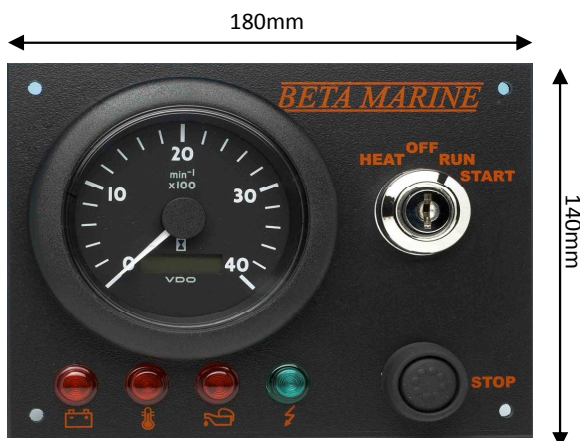 180mm
BETA MARINE
HEAT OFF RUN START
20
min⁻¹
x100
10
30
0
40
VDO
STOP
140mm